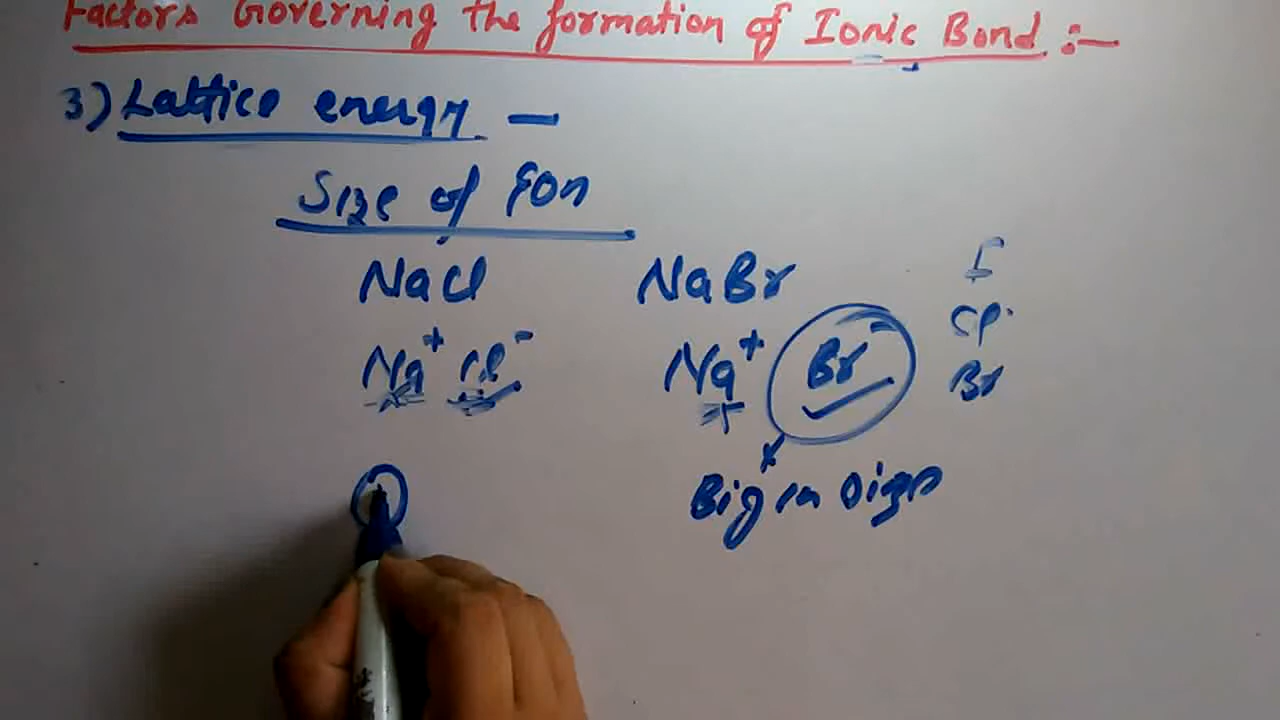 Factors Governing the formation of Ionic Bond :-
3) Lattice energy -
Size of ion
NaCl NaBr
Na+ Cl- Na+ Br-
F
Cl
Br
Big in Size